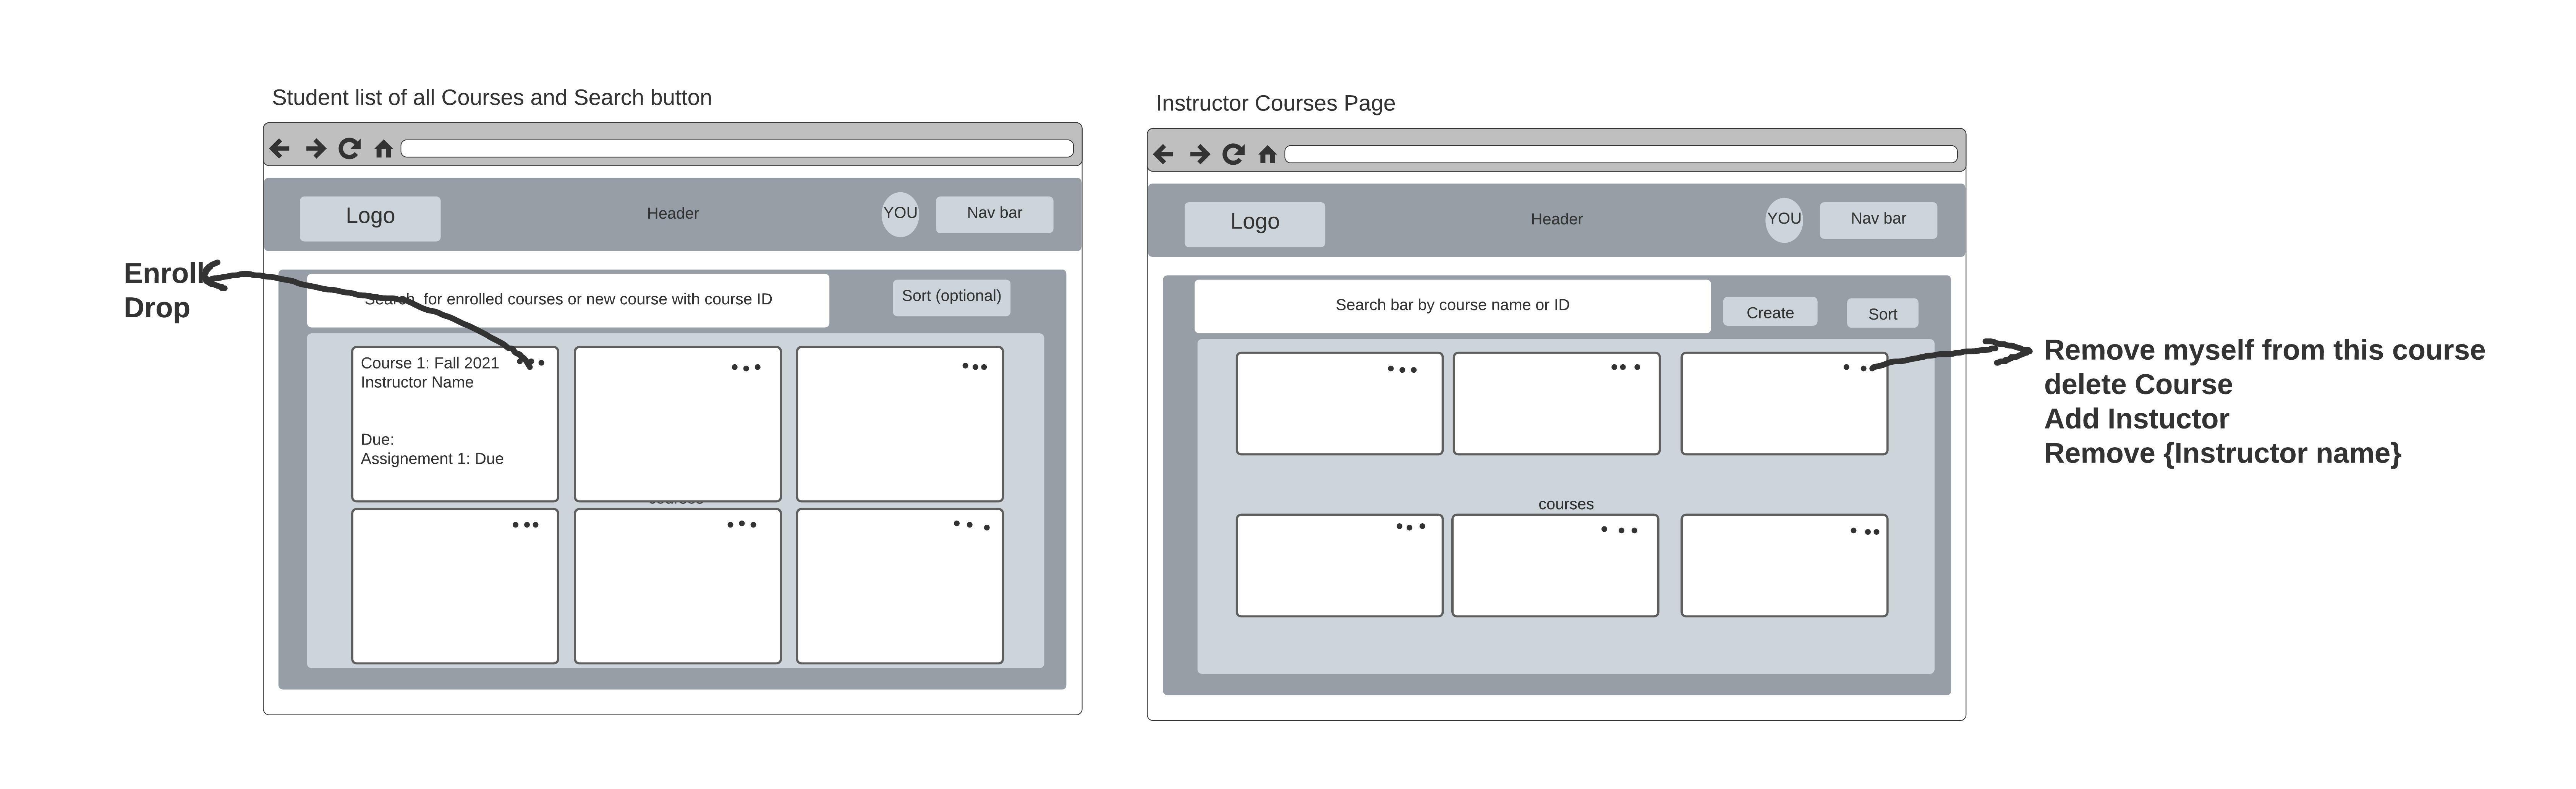 Student list of all Courses and Search button
Logo
Header
YOU
Nav bar
Enroll
Drop
Search for enrolled courses or new course with course ID
Sort (optional)
Course 1: Fall 2021
Instructor Name
Due:
Assignement 1: Due
courses
Instructor Courses Page
Logo
Header
YOU
Nav bar
Search bar by course name or ID
Create
Sort
courses
Remove myself from this course
delete Course
Add Instuctor
Remove {Instructor name}